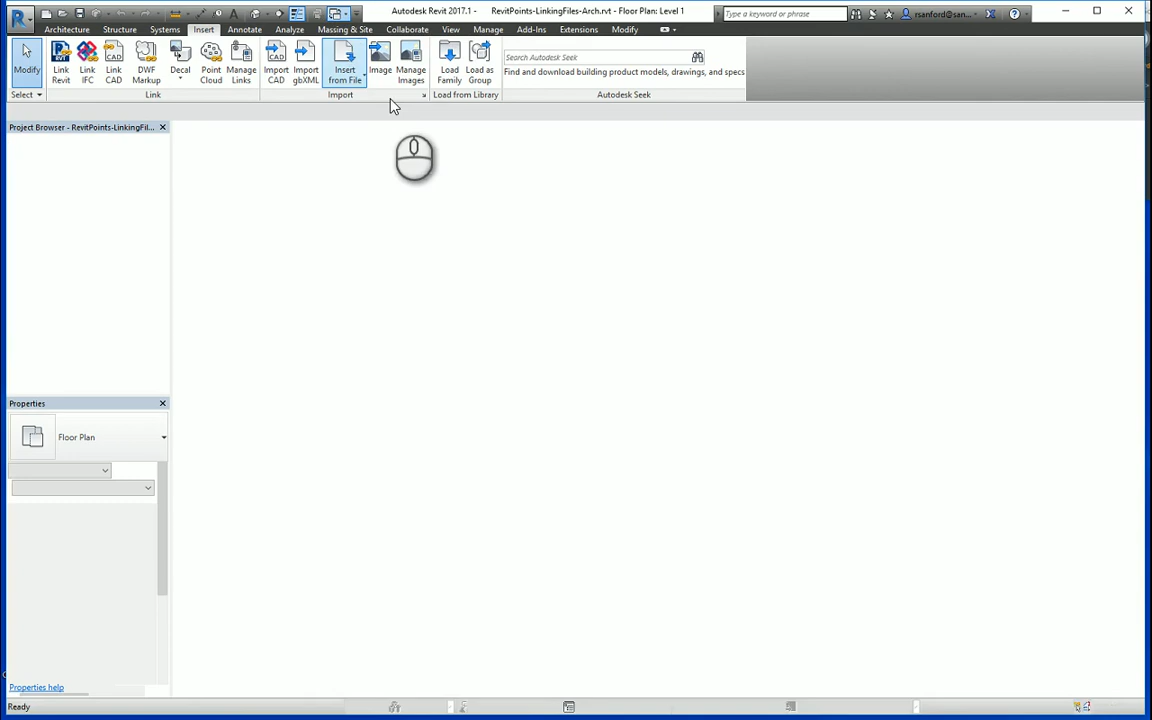 Autodesk Revit 2017.1 - RevitPoints-LinkingFiles-Arch.rvt - Floor Plan: Level 1
Type a keyword or phrase
rsanford@san...
Architecture Structure Systems Insert Annotate Analyze Massing & Site Collaborate View Manage Add-Ins Extensions Modify
Modify
Link Revit
Link IFC
Link CAD
DWF Markup
Decal
Point Cloud
Manage Links
Import CAD
Import gbXML
Insert from File
Image
Manage Images
Load Family
Load as Group
Search Autodesk Seek
Find and download building product models, drawings, and specs
Select Link Import Load from Library Autodesk Seek
Project Browser - RevitPoints-LinkingFil...
Properties
Floor Plan
Properties help
Ready